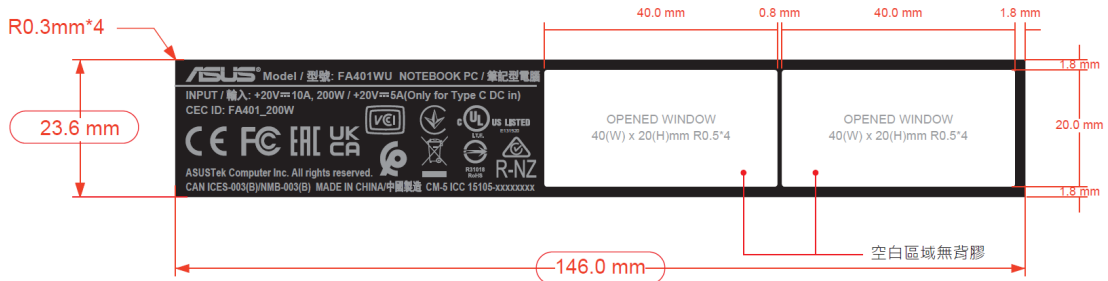 40.0 mm
0.8 mm
40.0 mm
1.8 mm
R0.3mm*4
ASUS® Model / 型號: FA401WU NOTEBOOK PC / 筆記型電腦
INPUT / 輸入: +20V⎓10A, 200W / +20V⎓5A(Only for Type C DC in)
CEC ID: FA401_200W
VCI
c UL US LISTED
I.T.E.
E131520
CE FC EAC UK CA
R31018
RoHS
R-NZ
ASUSTek Computer Inc. All rights reserved.
CAN ICES-003(B)/NMB-003(B) MADE IN CHINA/中國製造 CM-5 ICC 15105-xxxxxxxx
OPENED WINDOW
40(W) x 20(H)mm R0.5*4
OPENED WINDOW
40(W) x 20(H)mm R0.5*4
1.8 mm
20.0 mm
1.8 mm
23.6 mm
空白區域無背膠
146.0 mm